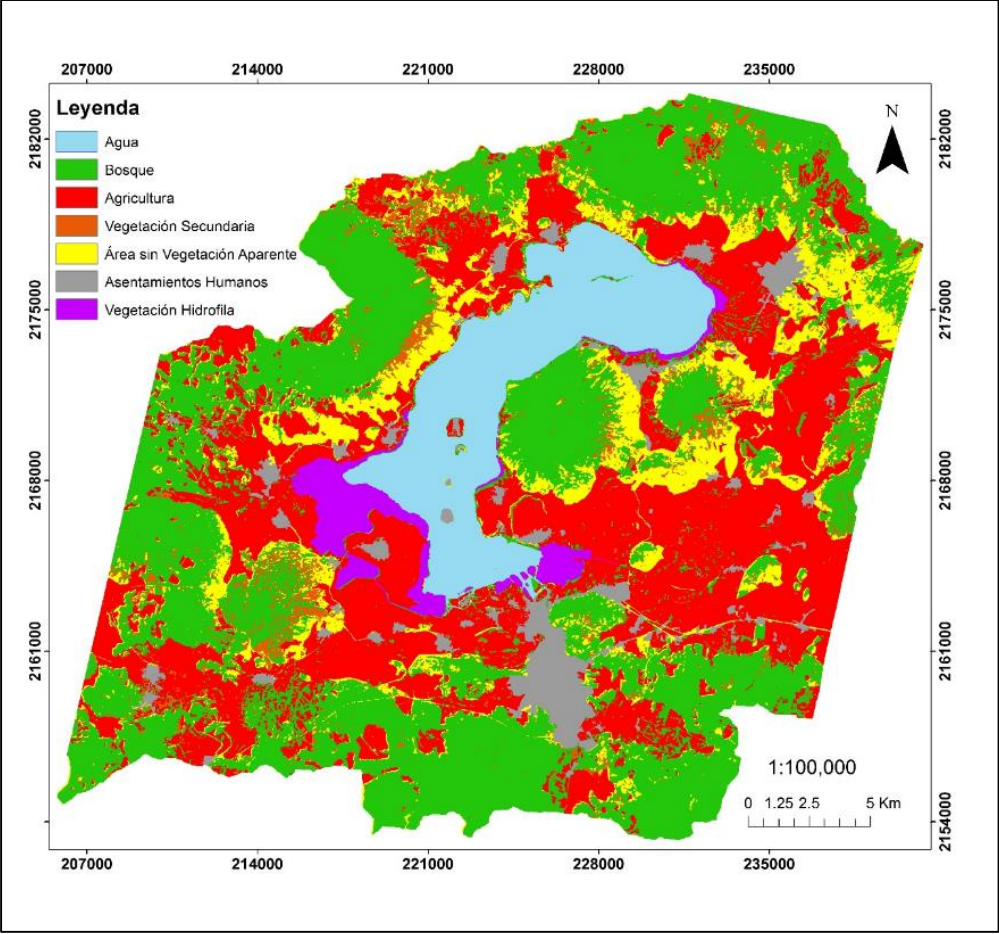 207000 214000 221000 228000 235000
Leyenda
Agua
Bosque
Agricultura
Vegetación Secundaria
Área sin Vegetación Aparente
Asentamientos Humanos
Vegetación Hidrofila
N
2182000 2182000
2175000 2175000
2168000 2168000
2161000 2161000
1:100,000
0 1.25 2.5 5 Km
2154000 2154000
207000 214000 221000 228000 235000